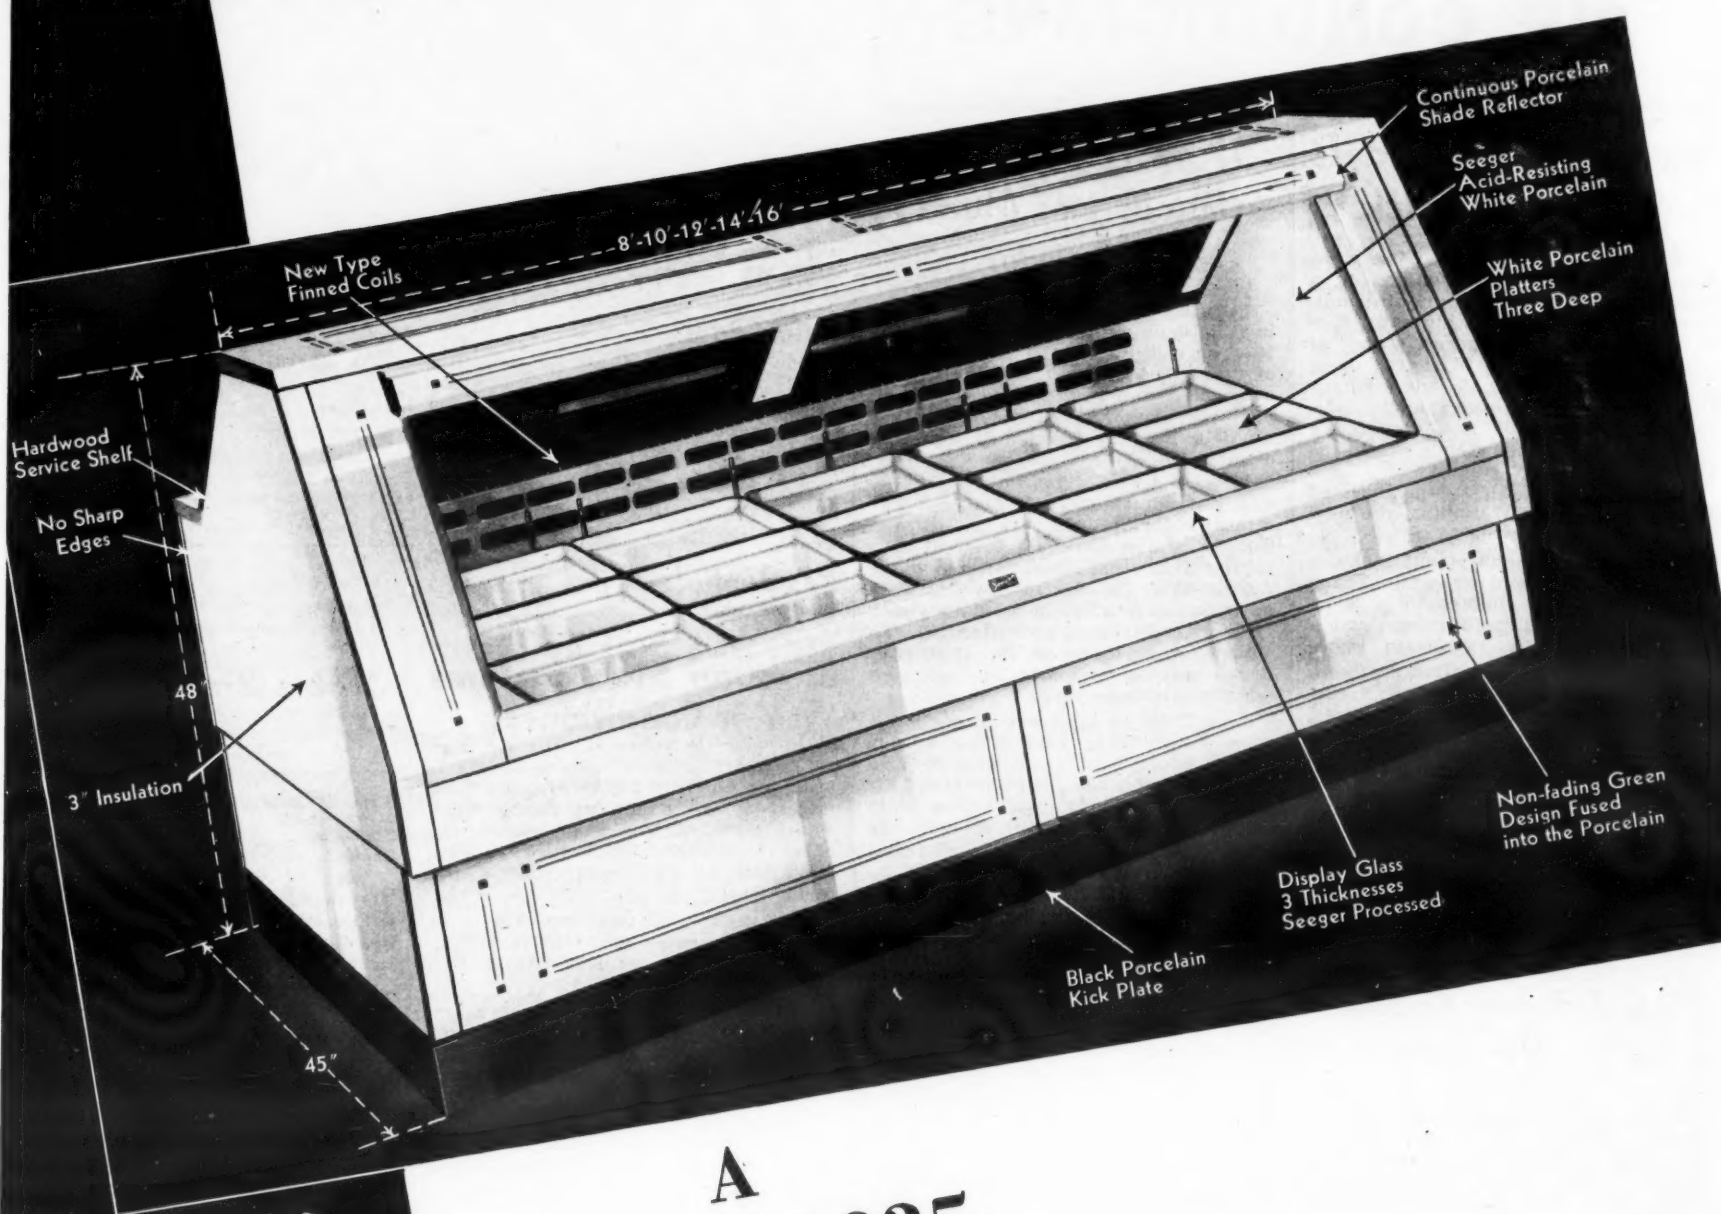 Continuous Porcelain
Shade Reflector
Seeger
Acid-Resisting
White Porcelain
8'-10'-12'-14'-16'
New Type
Finned Coils
White Porcelain
Platters
Three Deep
Hardwood
Service Shelf
No Sharp
Edges
48"
3" Insulation
Non-fading Green
Design Fused
into the Porcelain
Display Glass
3 Thicknesses
Seeger Processed
Black Porcelain
Kick Plate
45"
A